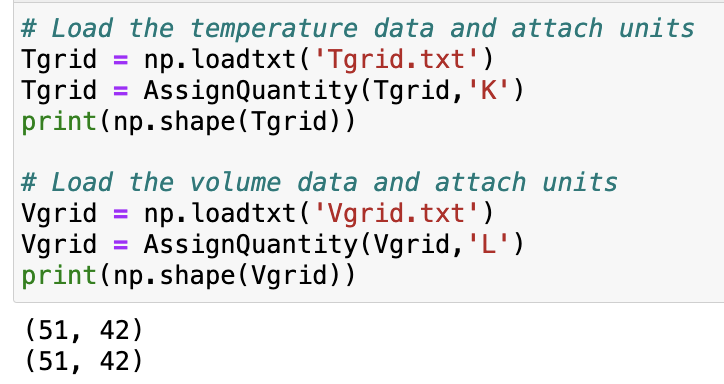 # Load the temperature data and attach units
Tgrid = np.loadtxt('Tgrid.txt')
Tgrid = AssignQuantity(Tgrid,'K')
print(np.shape(Tgrid))
# Load the volume data and attach units
Vgrid = np.loadtxt('Vgrid.txt')
Vgrid = AssignQuantity(Vgrid,'L')
print(np.shape(Vgrid))
(51, 42)
(51, 42)